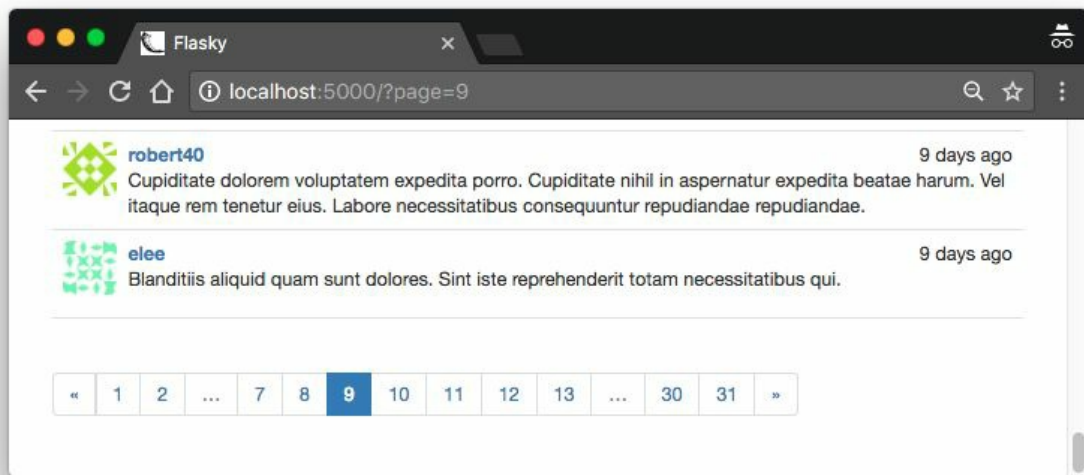 Flasky
localhost:5000/?page=9
robert40 9 days ago
Cupiditate dolorem voluptatem expedita porro. Cupiditate nihil in aspernatur expedita beatae harum. Vel
itaque rem tenetur eius. Labore necessitatibus consequuntur repudiandae repudiandae.
elee 9 days ago
Blanditiis aliquid quam sunt dolores. Sint iste reprehenderit totam necessitatibus qui.
« 1 2 … 7 8 9 10 11 12 13 … 30 31 »